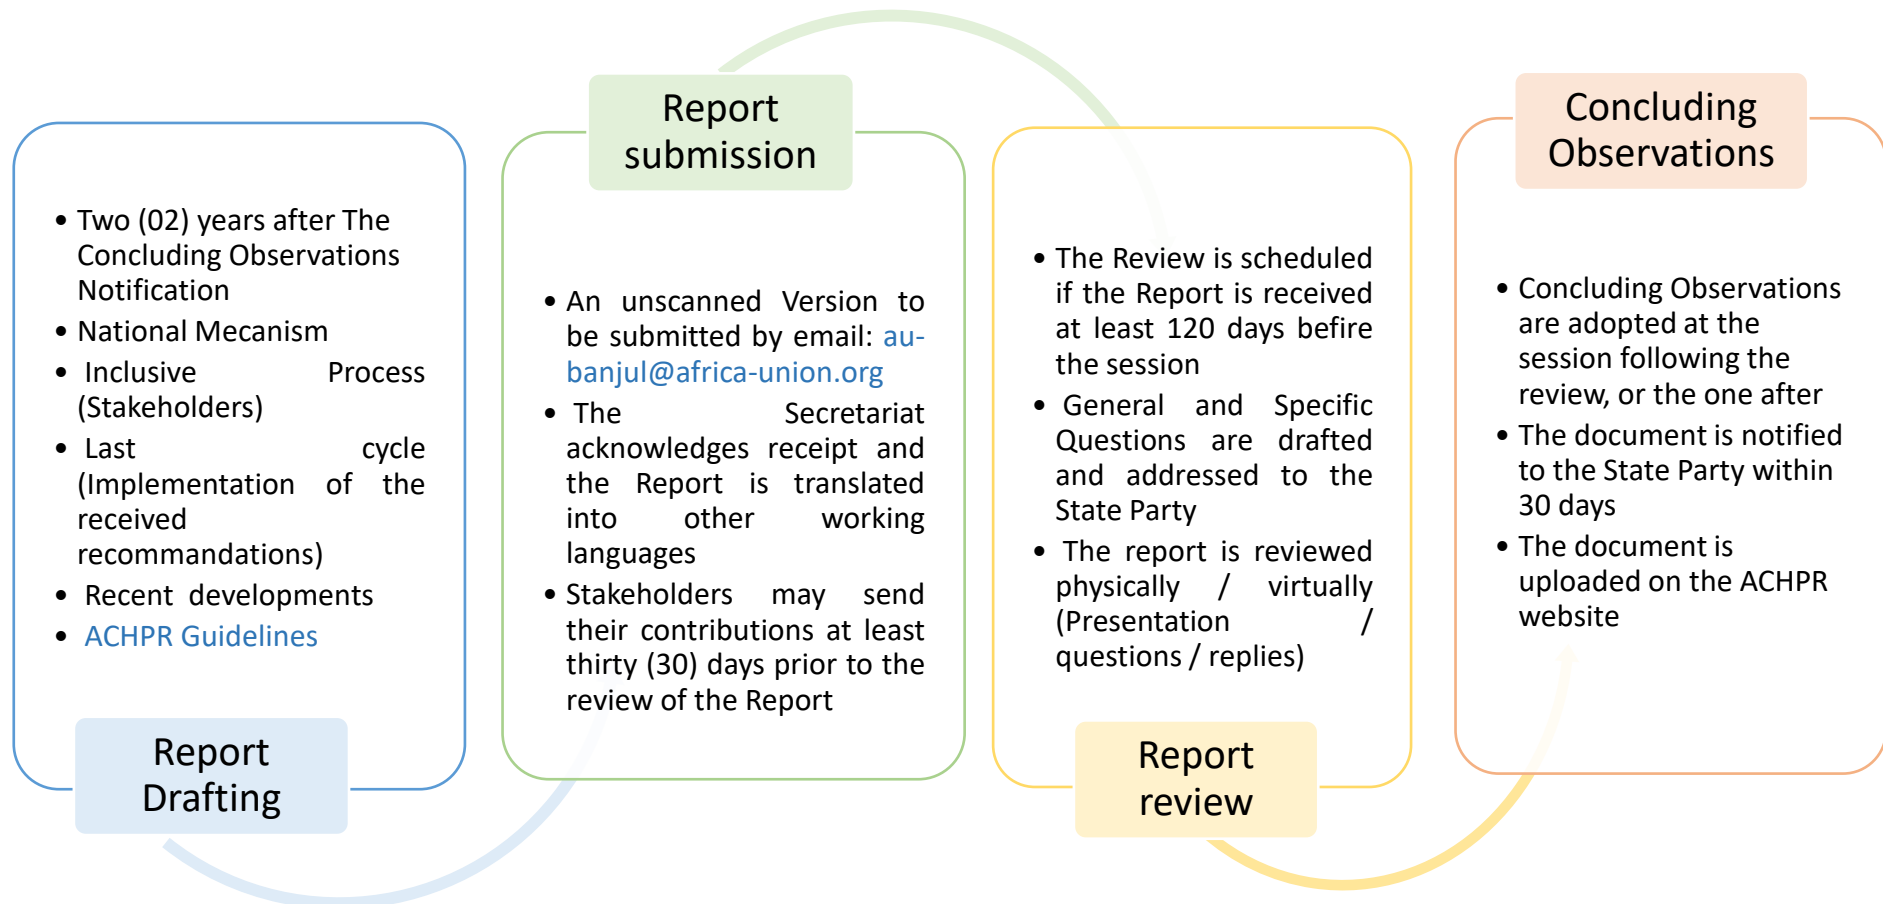 • Two (02) years after The
Concluding Observations
Notification
• National Mecanism
• Inclusive Process
(Stakeholders)
• Last cycle
(Implementation of the
received
recommandations)
• Recent developments
• ACHPR Guidelines
Report
Drafting
Report
submission
• An unscanned Version to
be submitted by email: au-
banjul@africa-union.org
• The Secretariat
acknowledges receipt and
the Report is translated
into other working
languages
• Stakeholders may send
their contributions at least
thirty (30) days prior to the
review of the Report
• The Review is scheduled
if the Report is received
at least 120 days befire
the session
• General and Specific
Questions are drafted
and addressed to the
State Party
• The report is reviewed
physically / virtually
(Presentation /
questions / replies)
Report
review
Concluding
Observations
• Concluding Observations
are adopted at the
session following the
review, or the one after
• The document is notified
to the State Party within
30 days
• The document is
uploaded on the ACHPR
website